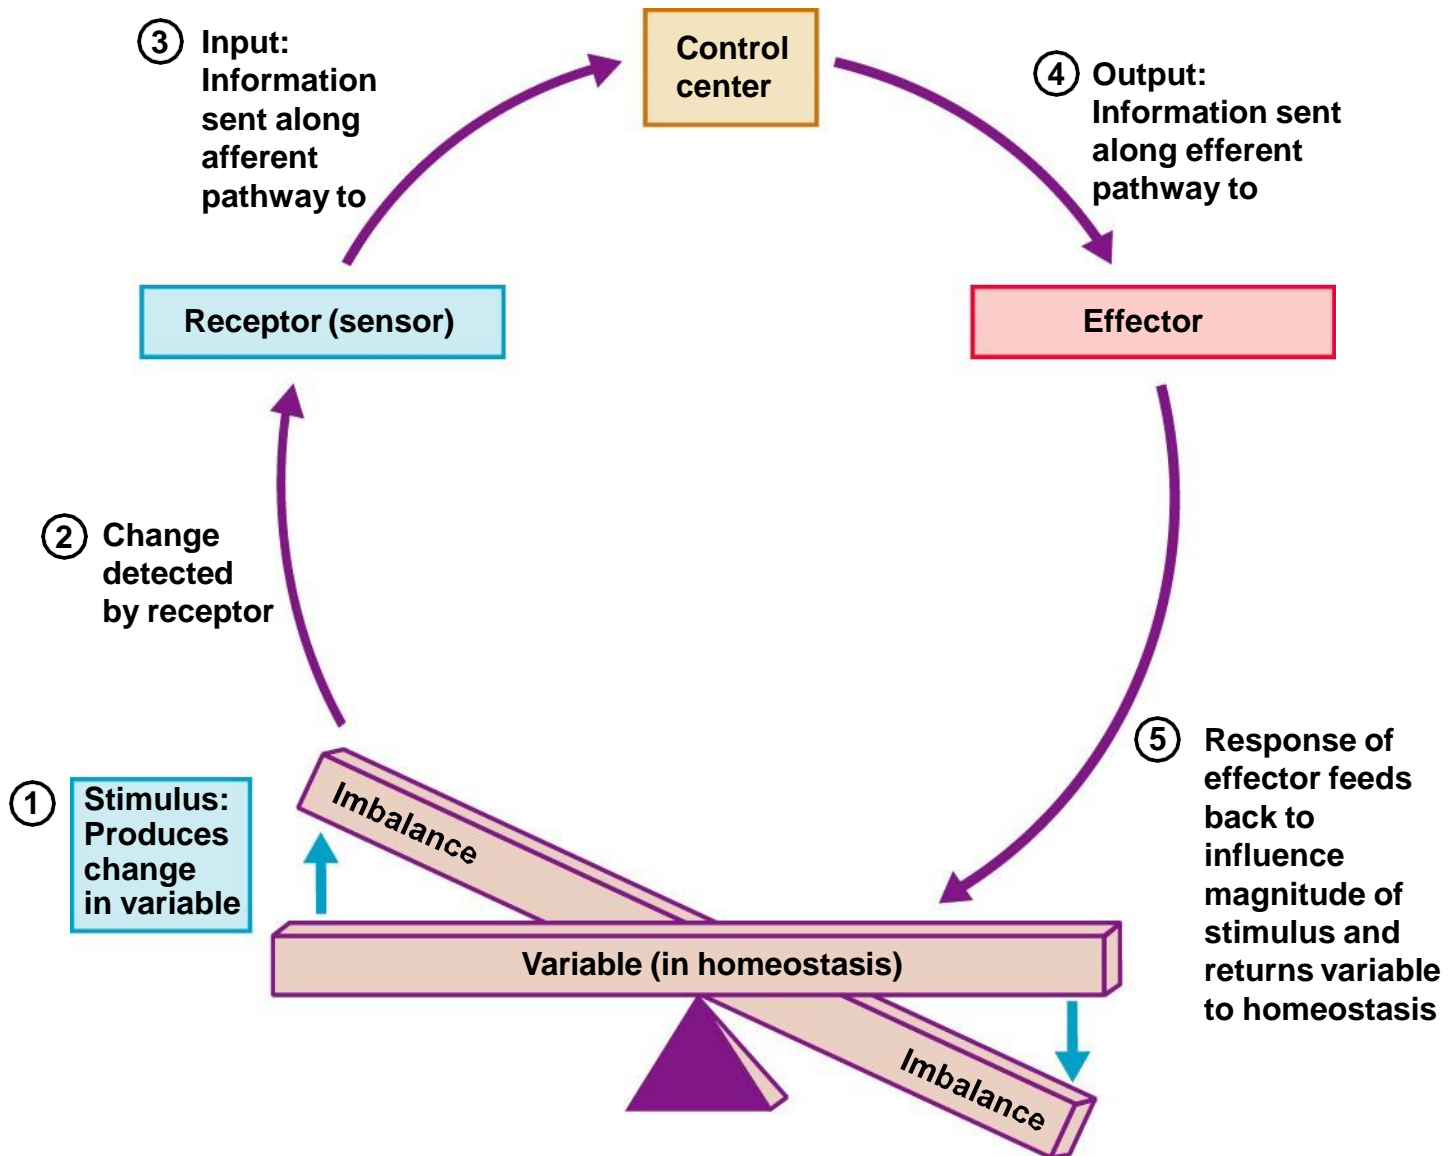 3 Input:
Information
sent along
afferent
pathway to
Control
center
4 Output:
Information sent
along efferent
pathway to
Receptor (sensor)
Effector
2 Change
detected
by receptor
1 Stimulus:
Produces
change
in variable
Imbalance
Variable (in homeostasis)
Imbalance
5 Response of
effector feeds
back to
influence
magnitude of
stimulus and
returns variable
to homeostasis